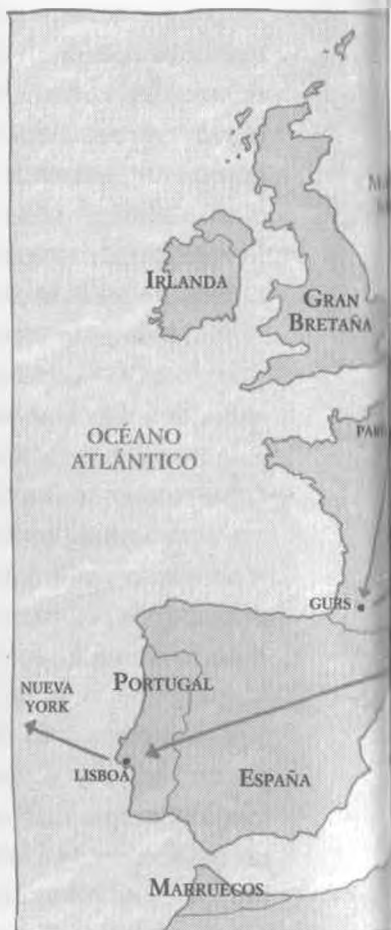 IRLANDA
GRAN
BRETAÑA
OCÉANO
ATLÁNTICO
GURS
PORTUGAL
NUEVA
YORK
LISBOA
ESPAÑA
MARRUECOS